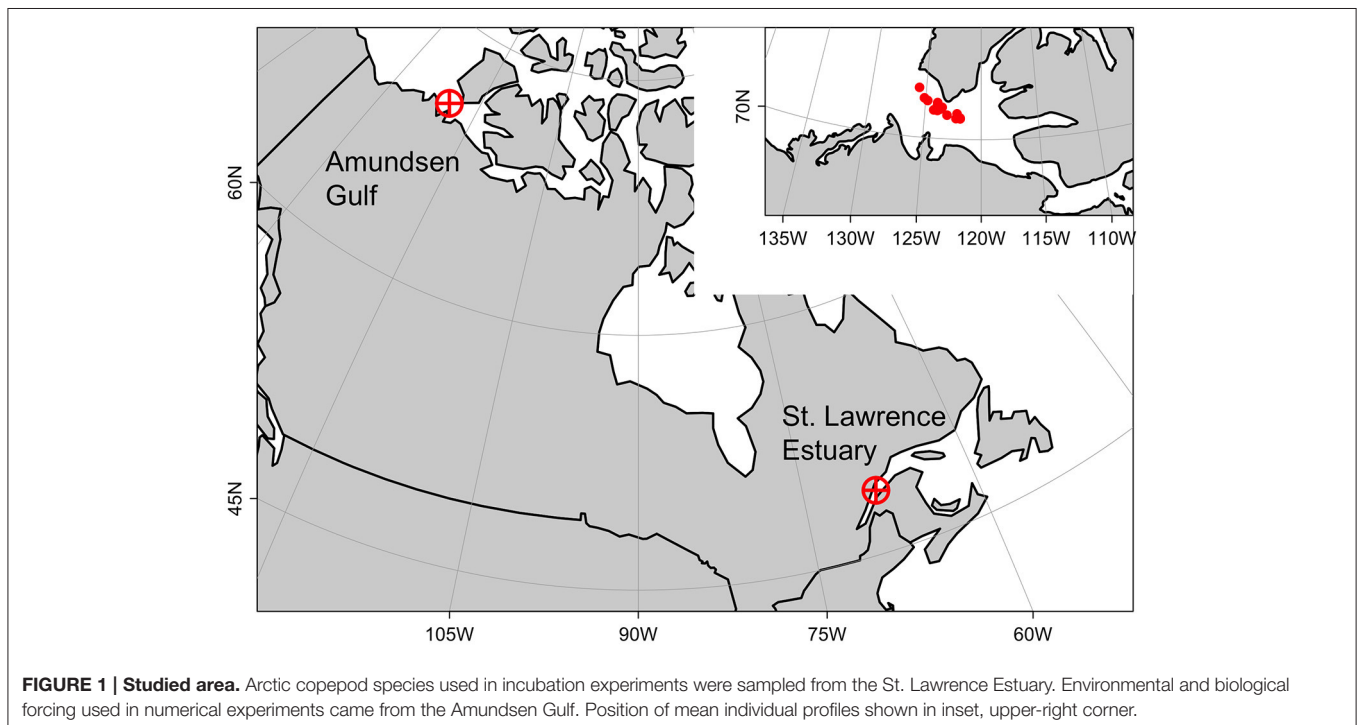 70N
135W 130W 125W 120W 115W 110W
Amundsen
Gulf
60N
St. Lawrence
Estuary
45N
105W 90W 75W 60W
FIGURE 1 | Studied area. Arctic copepod species used in incubation experiments were sampled from the St. Lawrence Estuary. Environmental and biological
forcing used in numerical experiments came from the Amundsen Gulf. Position of mean individual profiles shown in inset, upper-right corner.